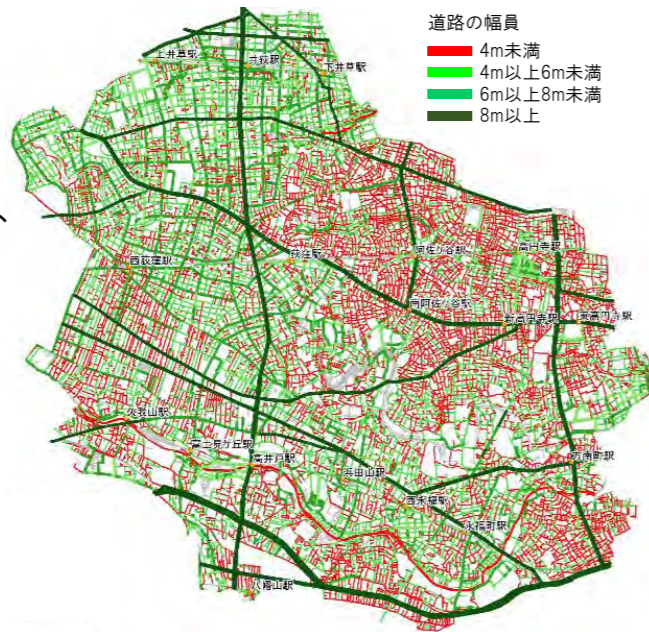 道路の幅員
4m未満
4m以上6m未満
6m以上8m未満
8m以上
上井草駅
井荻駅
下井草駅
西荻窪駅
荻窪駅
阿佐ヶ谷駅
高円寺駅
南阿佐ヶ谷駅
新高円寺駅
東高円寺駅
久我山駅
富士見ヶ丘駅
高井戸駅
浜田山駅
西永福駅
永福町駅
方南町駅
八幡山駅